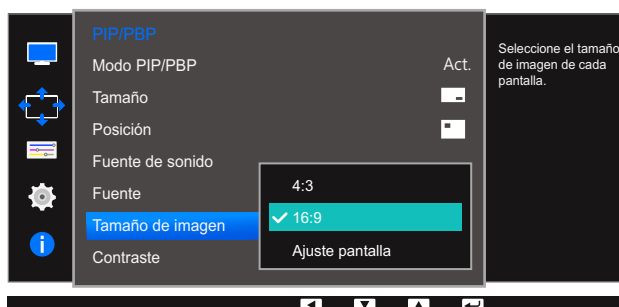 PIP/PBP
Modo PIP/PBP Act.
Tamaño
Posición
Fuente de sonido
Fuente
Tamaño de imagen
Contraste
4:3
16:9
Ajuste pantalla
Seleccione el tamaño
de imagen de cada
pantalla.